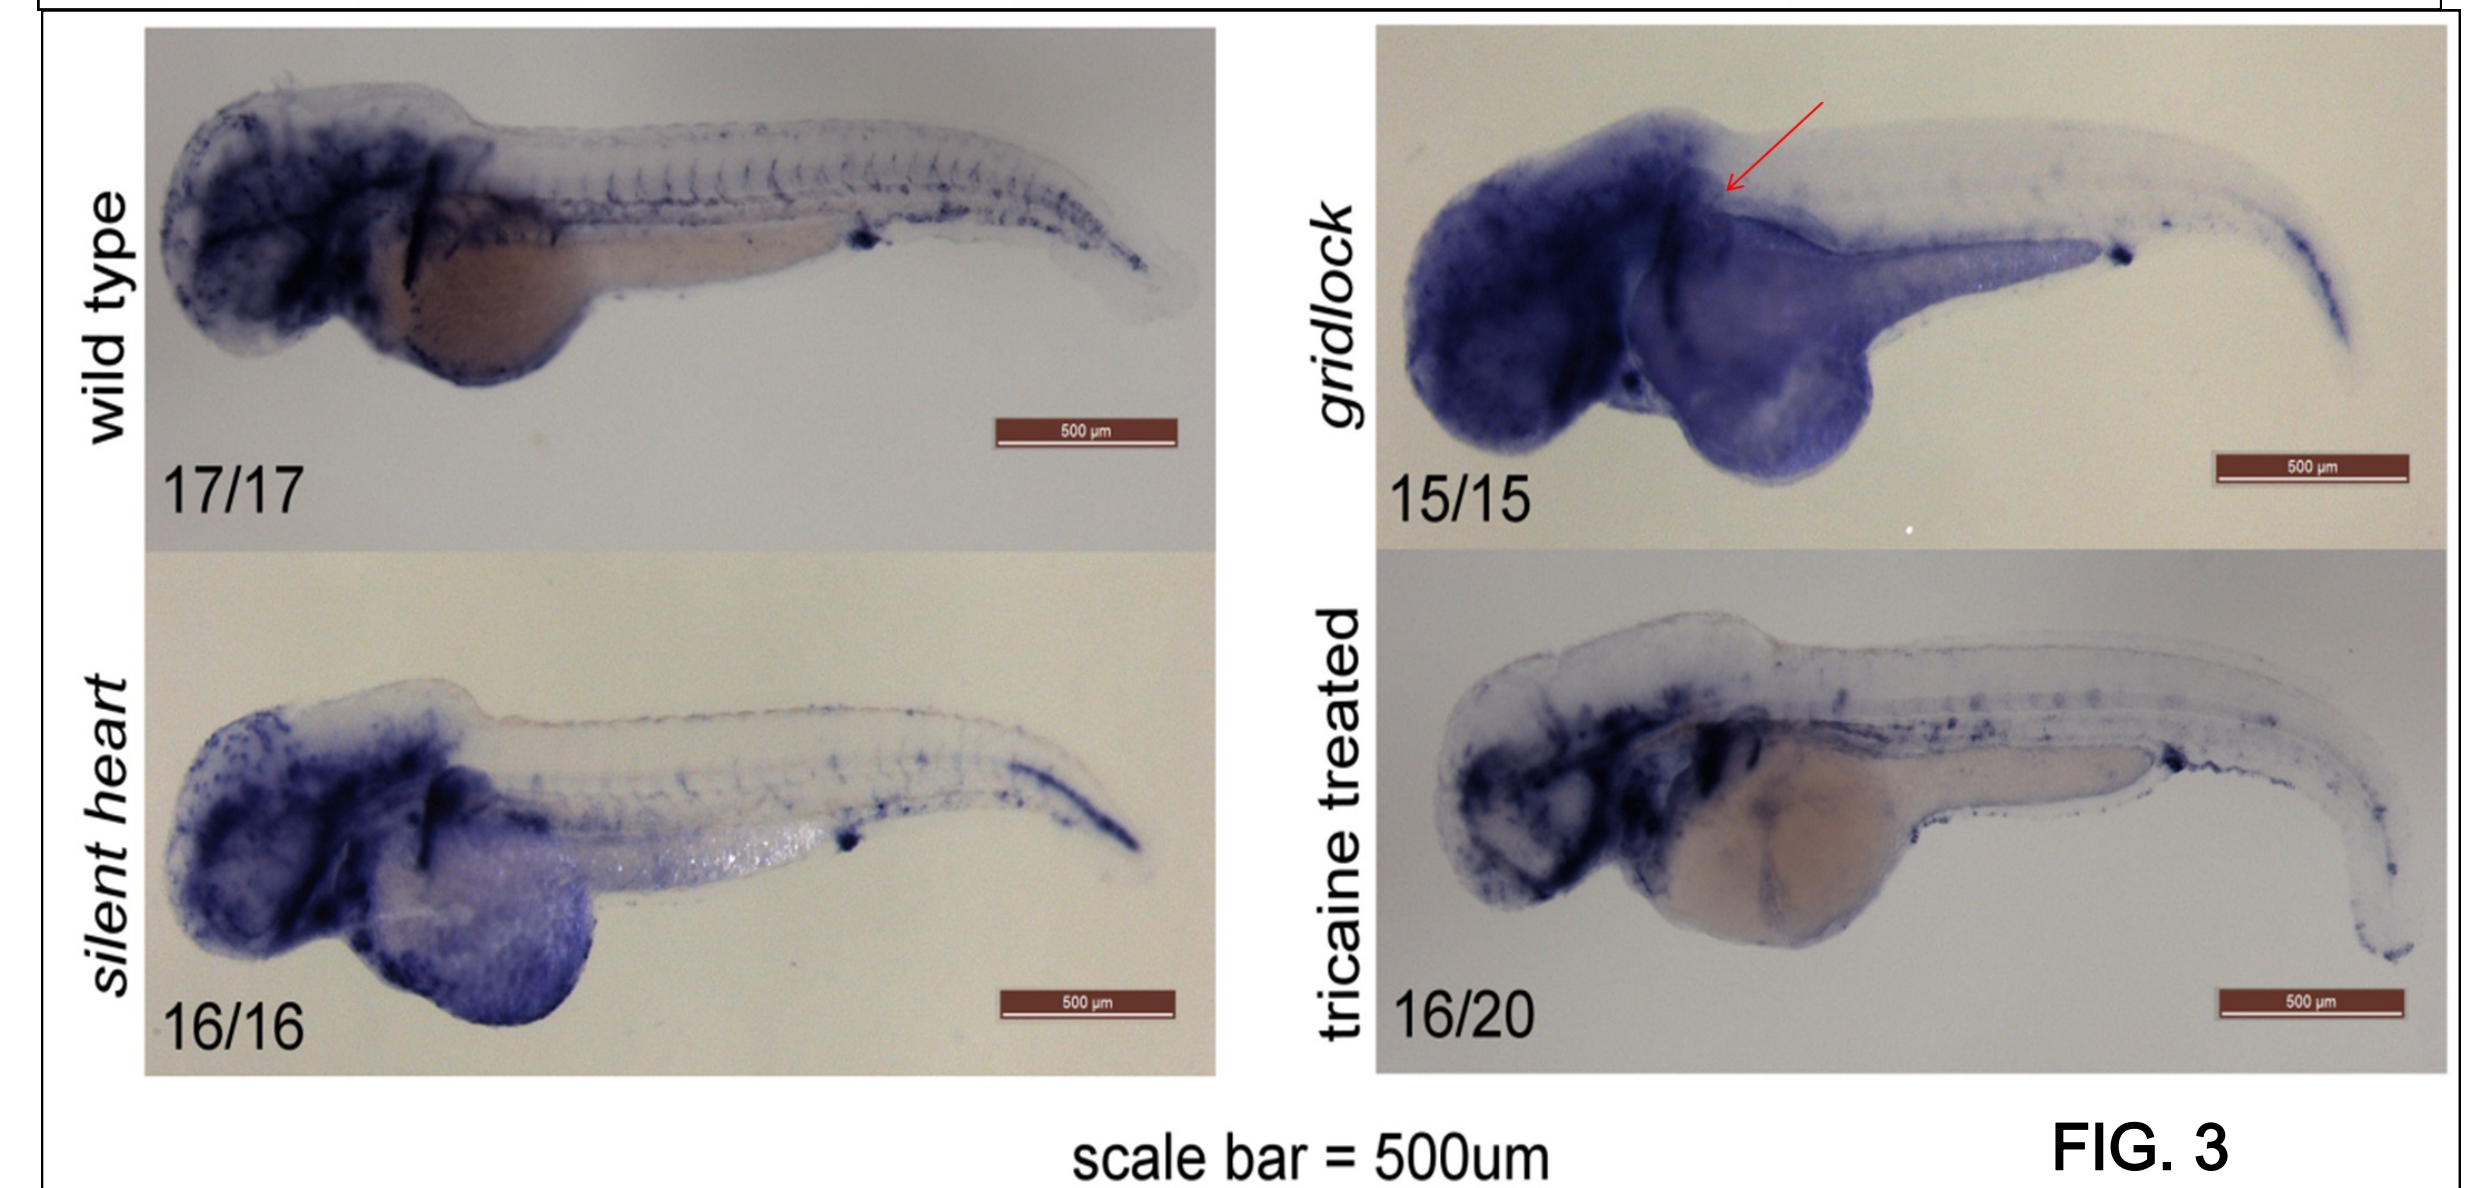 wild type
17/17
500 µm
gridlock
15/15
500 µm
silent heart
16/16
500 µm
tricaine treated
16/20
500 µm
scale bar = 500um
FIG. 3